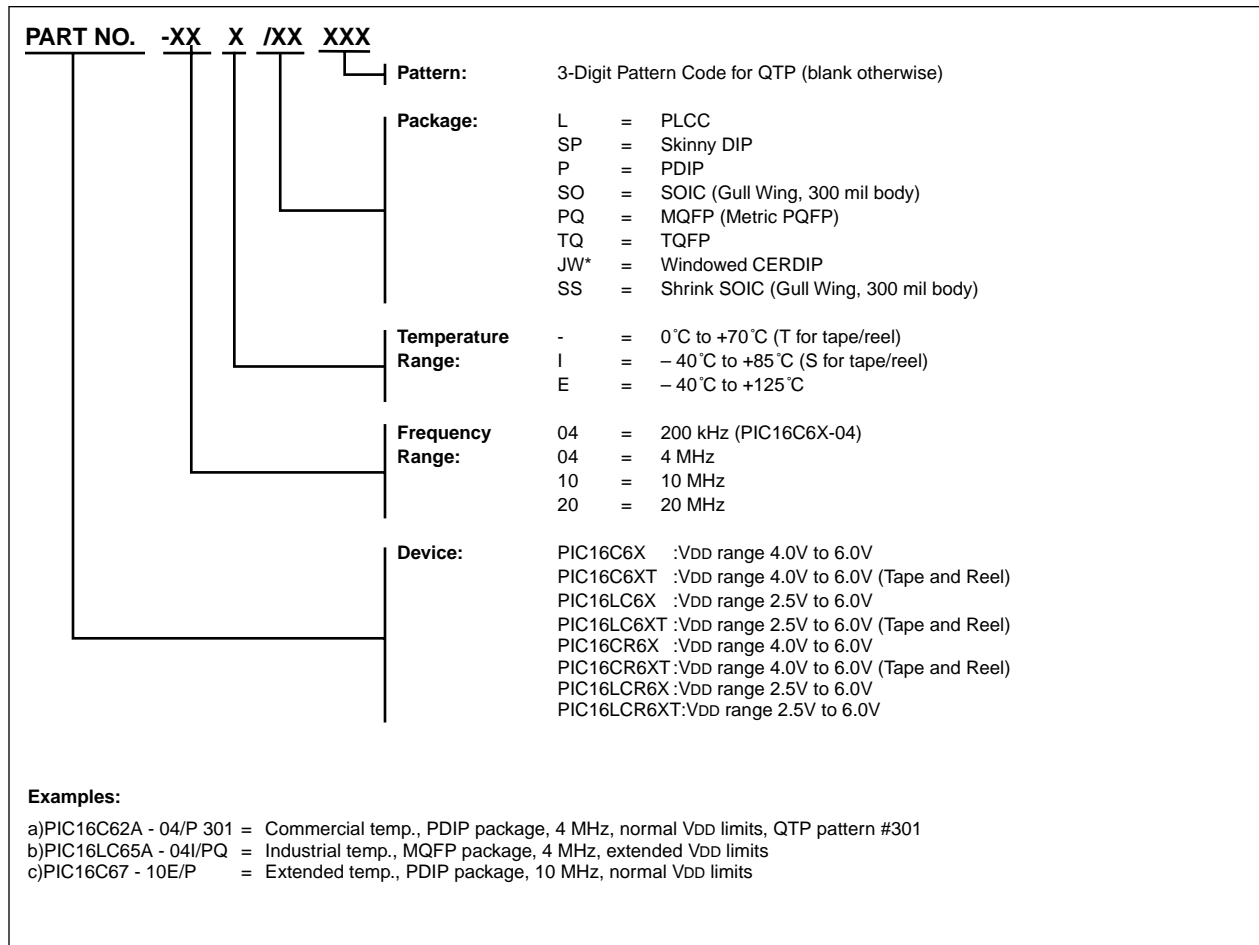 PART NO. -XX X /XX XXX
Pattern: 3-Digit Pattern Code for QTP (blank otherwise)
Package: L = PLCC
SP = Skinny DIP
P = PDIP
SO = SOIC (Gull Wing, 300 mil body)
PQ = MQFP (Metric PQFP)
TQ = TQFP
JW* = Windowed CERDIP
SS = Shrink SOIC (Gull Wing, 300 mil body)
Temperature - = 0˚C to +70˚C (T for tape/reel)
Range: I = – 40˚C to +85˚C (S for tape/reel)
E = – 40˚C to +125˚C
Frequency 04 = 200 kHz (PIC16C6X-04)
Range: 04 = 4 MHz
10 = 10 MHz
20 = 20 MHz
Device: PIC16C6X :VDD range 4.0V to 6.0V
PIC16C6XT :VDD range 4.0V to 6.0V (Tape and Reel)
PIC16LC6X :VDD range 2.5V to 6.0V
PIC16LC6XT :VDD range 2.5V to 6.0V (Tape and Reel)
PIC16CR6X :VDD range 4.0V to 6.0V
PIC16CR6XT :VDD range 4.0V to 6.0V (Tape and Reel)
PIC16LCR6X :VDD range 2.5V to 6.0V
PIC16LCR6XT:VDD range 2.5V to 6.0V
Examples:
a)PIC16C62A - 04/P 301 = Commercial temp., PDIP package, 4 MHz, normal VDD limits, QTP pattern #301
b)PIC16LC65A - 04I/PQ = Industrial temp., MQFP package, 4 MHz, extended VDD limits
c)PIC16C67 - 10E/P = Extended temp., PDIP package, 10 MHz, normal VDD limits